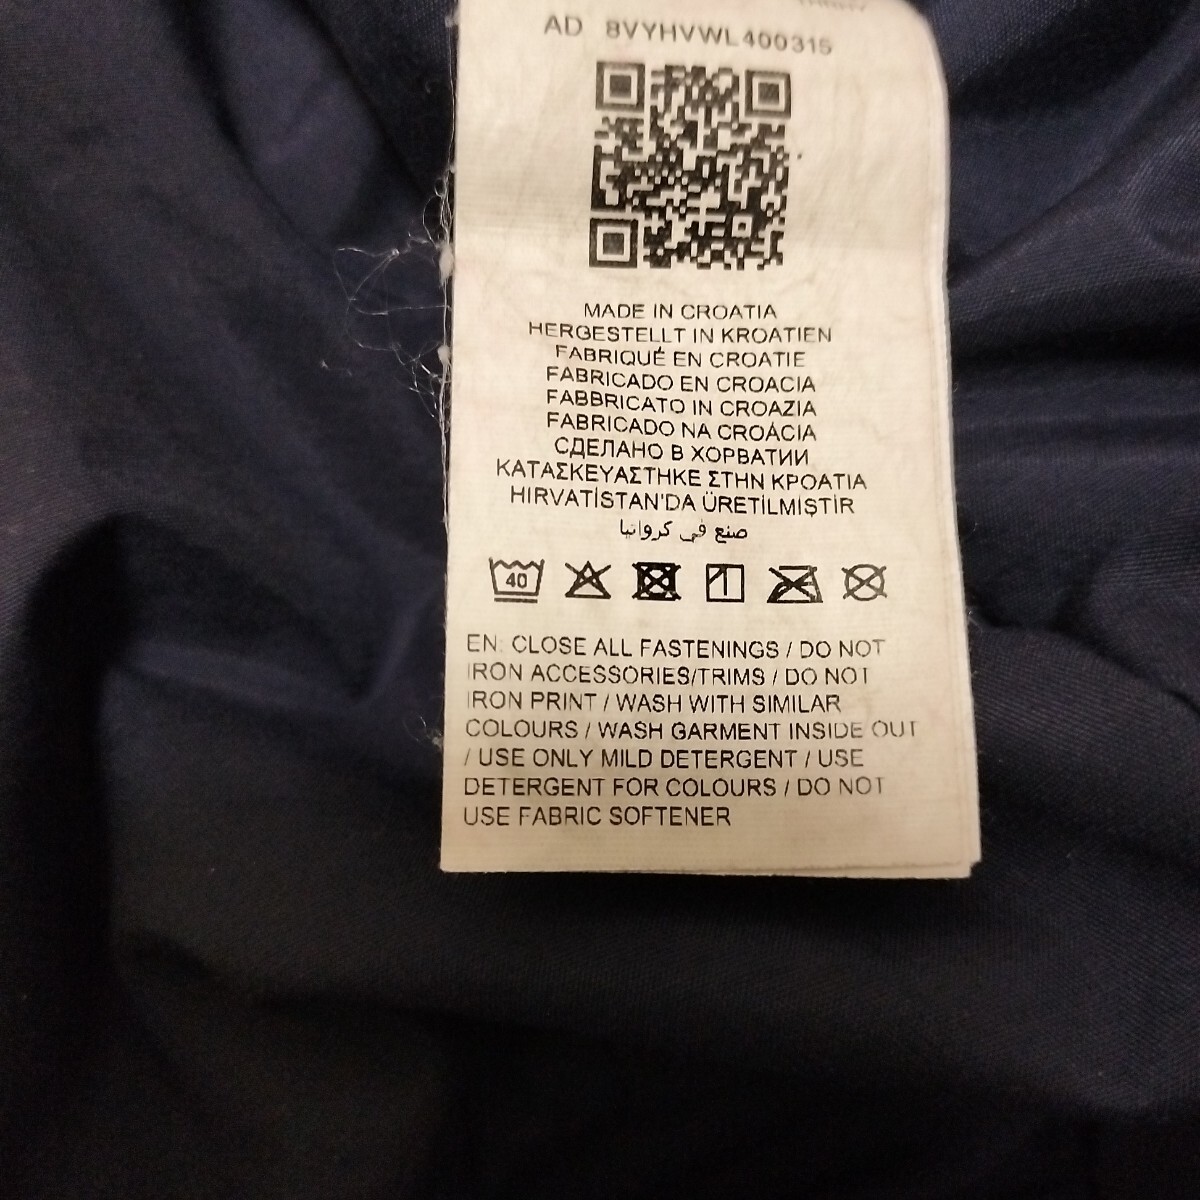 AD 8VYHVWL400315
MADE IN CROATIA
HERGESTELLT IN KROATIEN
FABRIQUÉ EN CROATIE
FABRICADO EN CROACIA
FABBRICATO IN CROAZIA
FABRICADO NA CROÁCIA
СДЕЛАНО В ХОРВАТИИ
ΚΑΤΑΣΚΕΥΑΣΤΗΚΕ ΣΤΗΝ ΚΡΟΑΤΙΑ
HIRVATİSTAN'DA ÜRETİLMİŞTİR
صنع في كرواتيا
40
EN: CLOSE ALL FASTENINGS / DO NOT
IRON ACCESSORIES/TRIMS / DO NOT
IRON PRINT / WASH WITH SIMILAR
COLOURS / WASH GARMENT INSIDE OUT
/ USE ONLY MILD DETERGENT / USE
DETERGENT FOR COLOURS / DO NOT
USE FABRIC SOFTENER